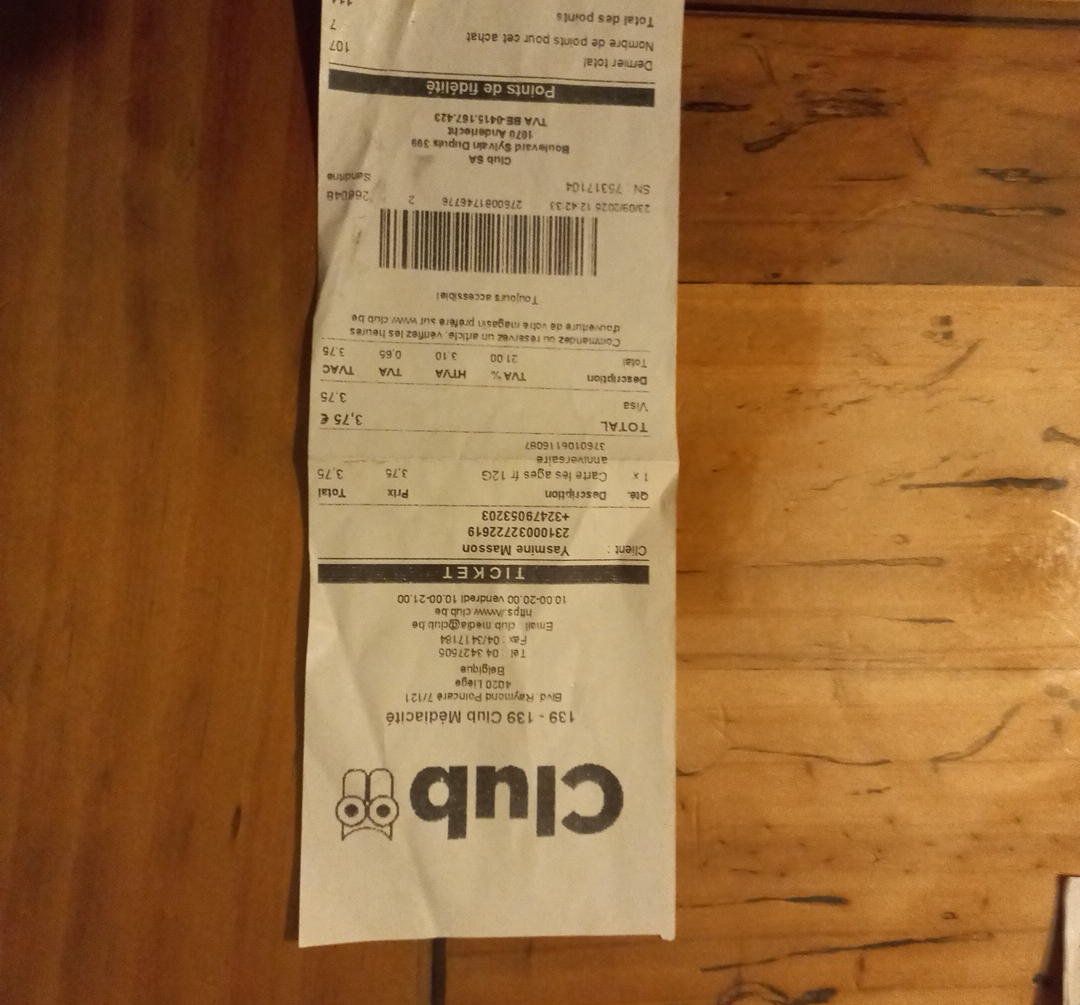 Club
139 - 139 Club Médiacité
Blvd. Raymond Poincaré 7/121
4020 Liège
Belgique
Tél : 04 3427505
Fax : 04/3417184
Email : club.media@club.be
https://www.club.be
10.00-20.00 vendredi 10.00-21.00
TICKET
Client : Yasmine Masson
23100032722619
+32479053203
Qté. Description Prix Total
1 x Carte les ages fr 12G 3,75 3,75
anniversaire
3760106116087
TOTAL 3,75 €
Visa 3,75
Description TVA % HTVA TVA TVAC
Total 21.00 3.10 0,65 3.75
Commandez ou réservez un article, vérifiez les heures
d'ouverture de votre magasin préféré sur www.club.be
Toujours accessible!
23/09/2025 12:42:33 2760081746776 2 268048
SN : 75317104 Sandrine
Club SA
Boulevard Sylvain Dupuis 399
1070 Anderlecht
TVA BE-0415.167.423
Points de fidélité
Dernier total 107
Nombre de points pour cet achat 7
Total des points